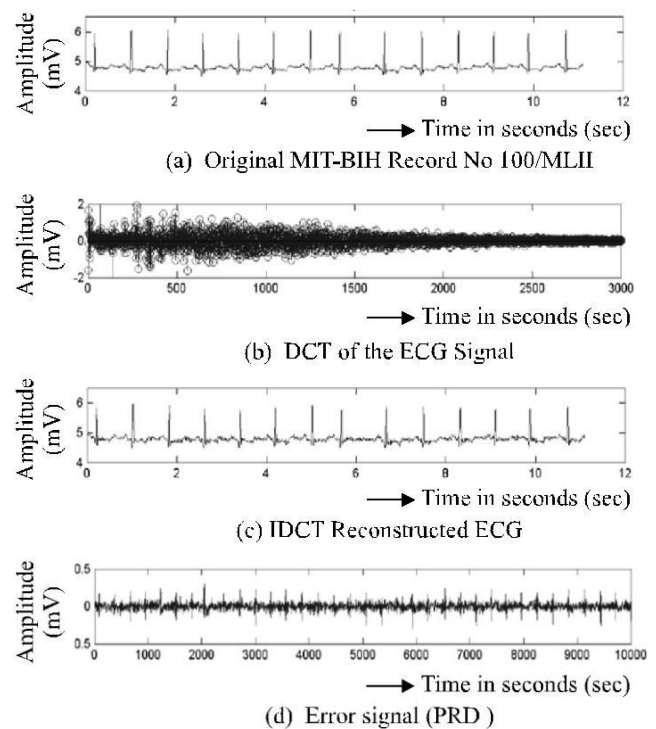 Amplitude
(mV)
6
5
4
0 2 4 6 8 10 12
Time in seconds (sec)
(a) Original MIT-BIH Record No 100/MLII
Amplitude
(mV)
2
0
-2
0 500 1000 1500 2000 2500 3000
Time in seconds (sec)
(b) DCT of the ECG Signal
Amplitude
(mV)
6
5
4
0 2 4 6 8 10 12
Time in seconds (sec)
(c) IDCT Reconstructed ECG
Amplitude
(mV)
0.5
0
0.5
0 1000 2000 3000 4000 5000 6000 7000 8000 9000 10000
Time in seconds (sec)
(d) Error signal (PRD )